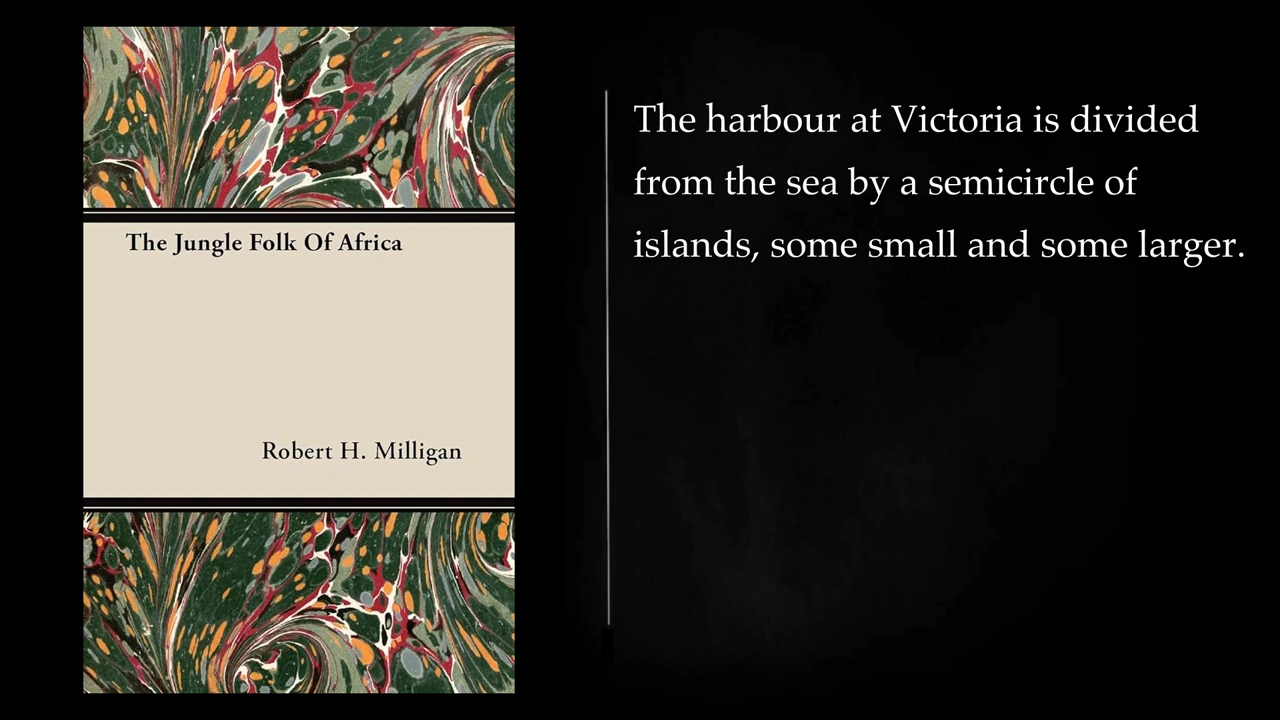 The Jungle Folk Of Africa
Robert H. Milligan
The harbour at Victoria is divided
from the sea by a semicircle of
islands, some small and some larger.